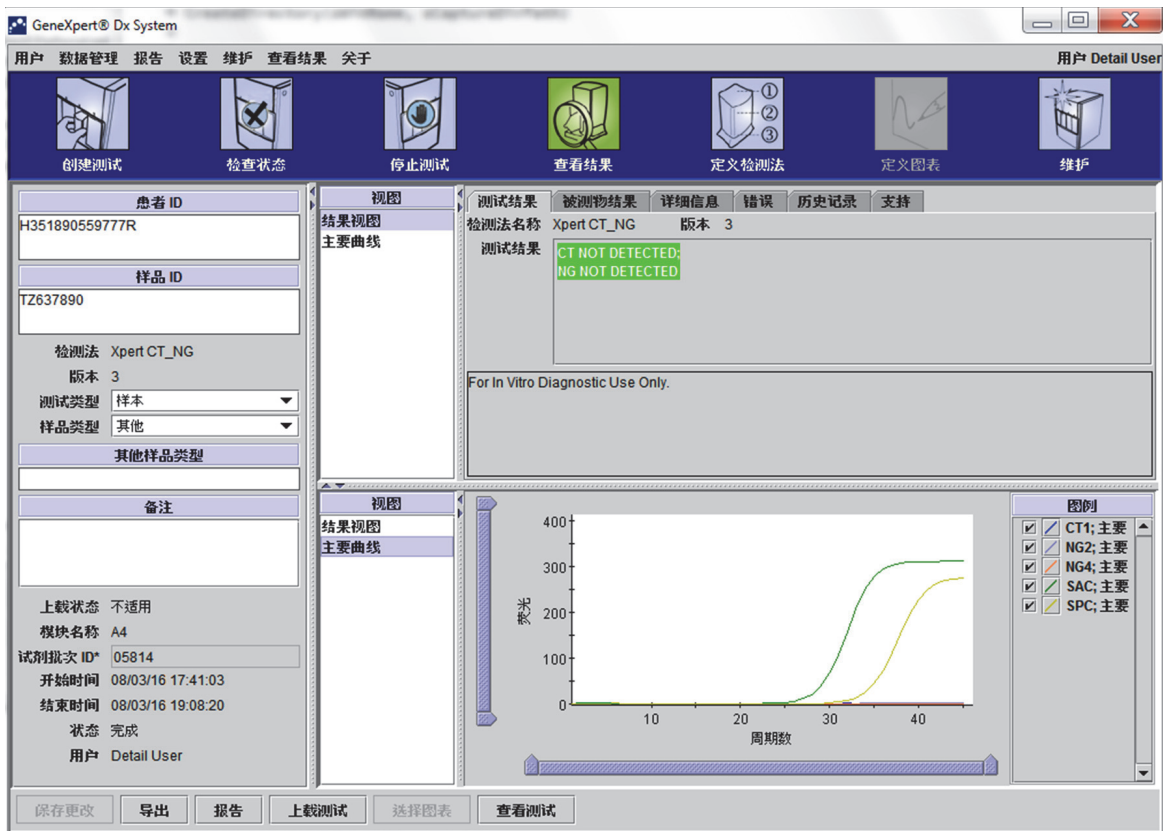 GeneXpert® Dx System
用户 数据管理 报告 设置 维护 查看结果 关于
用户 Detail User
创建测试 检查状态 停止测试 查看结果 定义检测法 定义图表 维护
患者 ID
H351890559777R
样品 ID
TZ637890
检测法 Xpert CT_NG
版本 3
测试类型 样本
样品类型 其他
其他样品类型
备注
上载状态 不适用
模块名称 A4
试剂批次 ID* 05814
开始时间 08/03/16 17:41:03
结束时间 08/03/16 19:08:20
状态 完成
用户 Detail User
视图
结果视图
主要曲线
测试结果 被测物结果 详细信息 错误 历史记录 支持
检测法名称 Xpert CT_NG 版本 3
测试结果 CT NOT DETECTED;
NG NOT DETECTED
For In Vitro Diagnostic Use Only.
视图
结果视图
主要曲线
荧光
400
300
200
100
0
10 20 30 40
周期数
图例
CT1; 主要
NG2; 主要
NG4; 主要
SAC; 主要
SPC; 主要
保存更改 导出 报告 上载测试 选择图表 查看测试